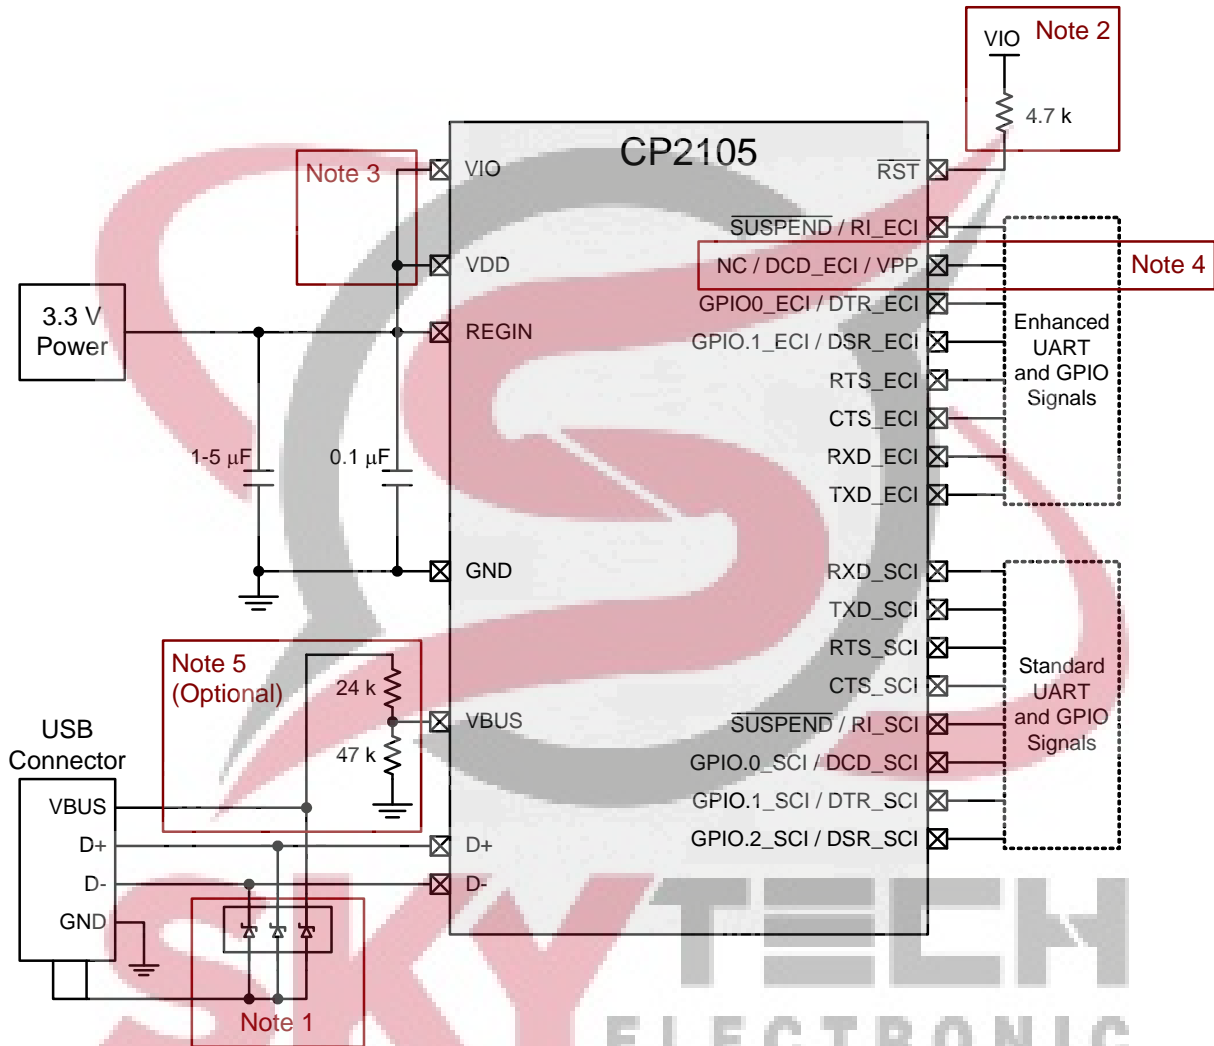 VIO
Note 2
4.7 k
CP2105
Note 3
VIO
RST
SUSPEND / RI_ECI
VDD
NC / DCD_ECI / VPP
Note 4
GPIO0_ECI / DTR_ECI
3.3 V
Power
REGIN
GPIO.1_ECI / DSR_ECI
Enhanced
UART
and GPIO
Signals
RTS_ECI
CTS_ECI
1-5 μF
0.1 μF
RXD_ECI
TXD_ECI
GND
RXD_SCI
TXD_SCI
RTS_SCI
CTS_SCI
Standard
UART
and GPIO
Signals
Note 5
(Optional)
24 k
VBUS
47 k
SUSPEND / RI_SCI
USB
Connector
GPIO.0_SCI / DCD_SCI
VBUS
GPIO.1_SCI / DTR_SCI
D+
D+
GPIO.2_SCI / DSR_SCI
D-
D-
GND
Note 1
SKYTECH
ELECTRONIC